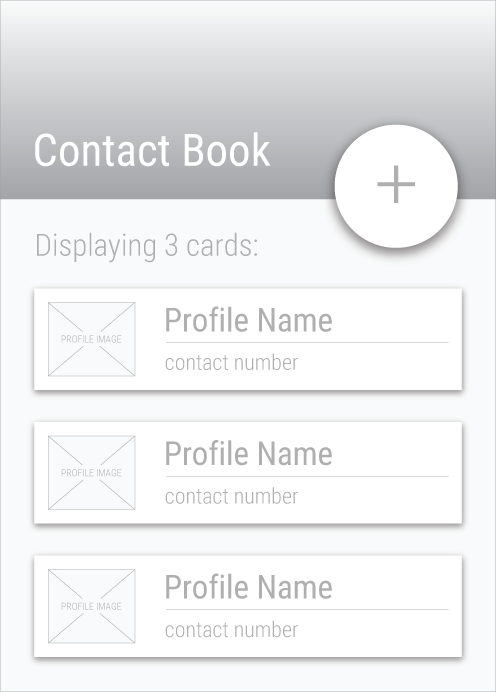 Contact Book
+
Displaying 3 cards:
PROFILE IMAGE
Profile Name
contact number
PROFILE IMAGE
Profile Name
contact number
PROFILE IMAGE
Profile Name
contact number